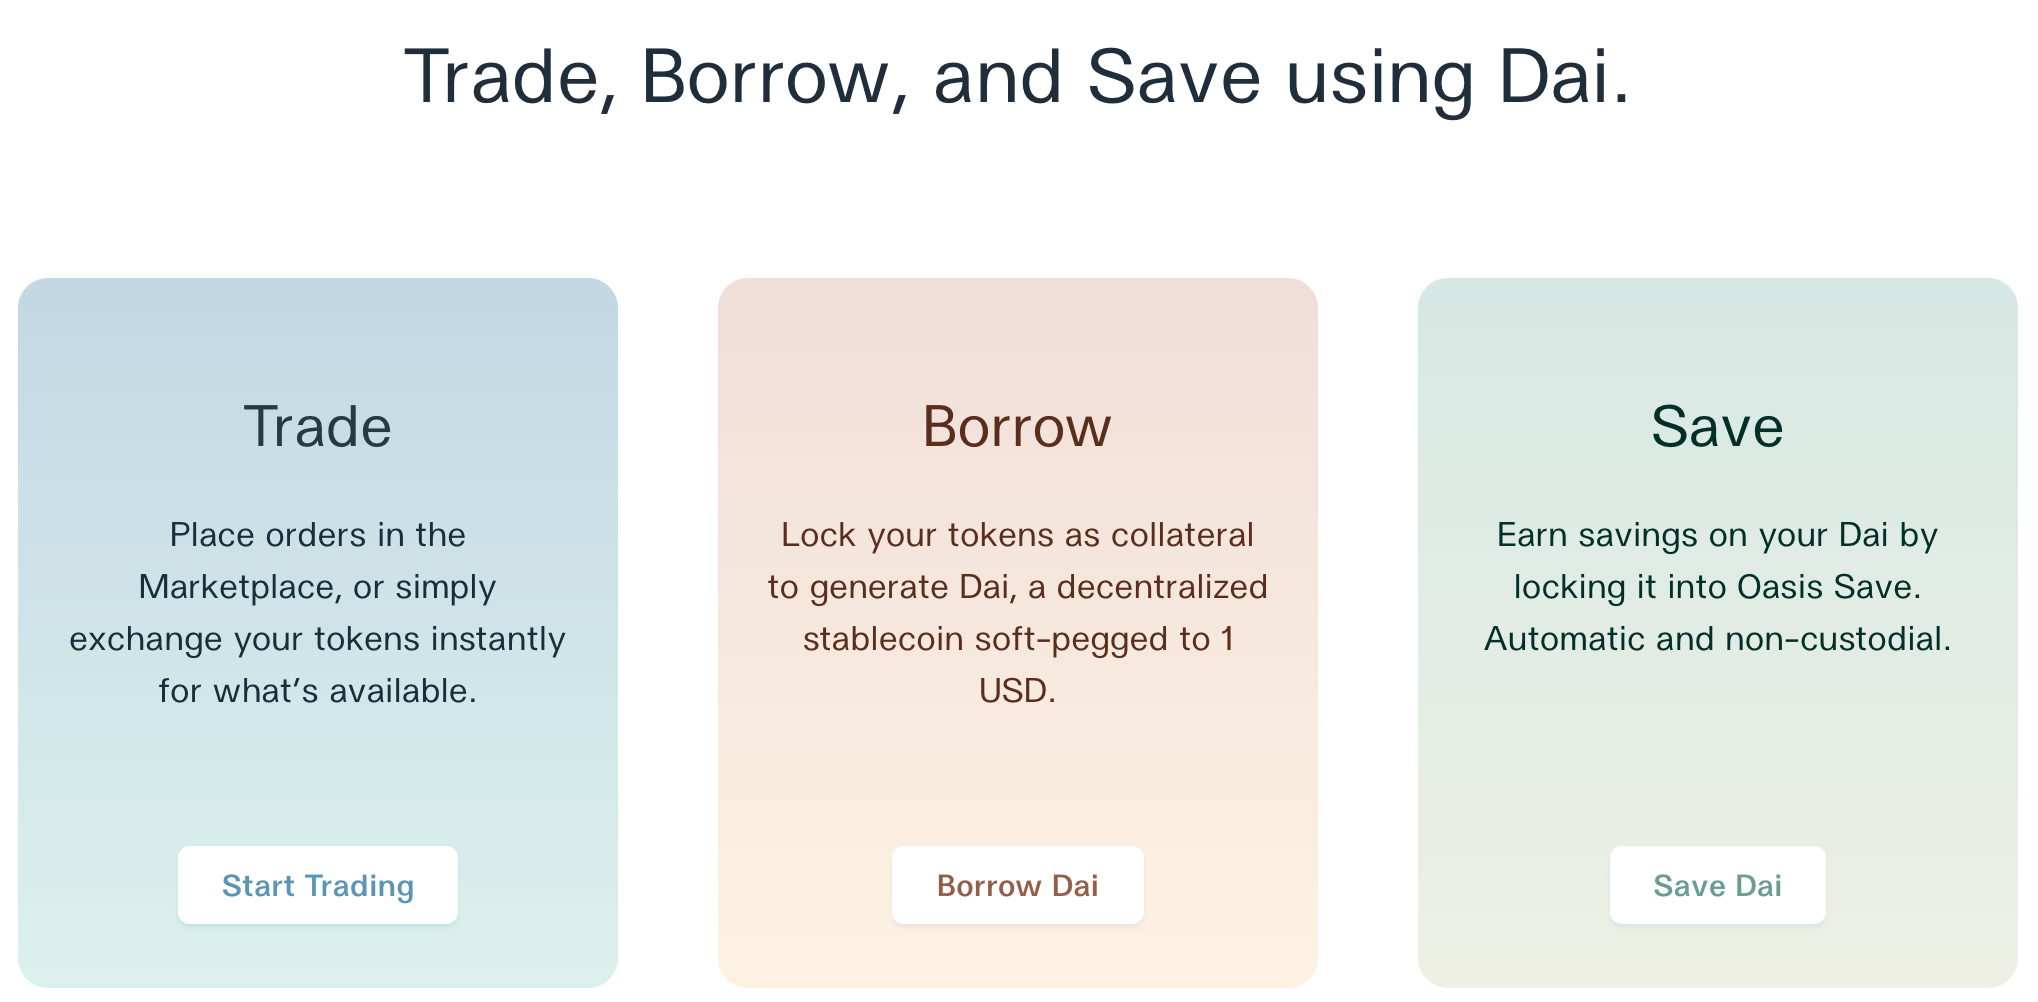 Trade, Borrow, and Save using Dai.
Trade
Place orders in the
Marketplace, or simply
exchange your tokens instantly
for what’s available.
Start Trading
Borrow
Lock your tokens as collateral
to generate Dai, a decentralized
stablecoin soft-pegged to 1
USD.
Borrow Dai
Save
Earn savings on your Dai by
locking it into Oasis Save.
Automatic and non-custodial.
Save Dai